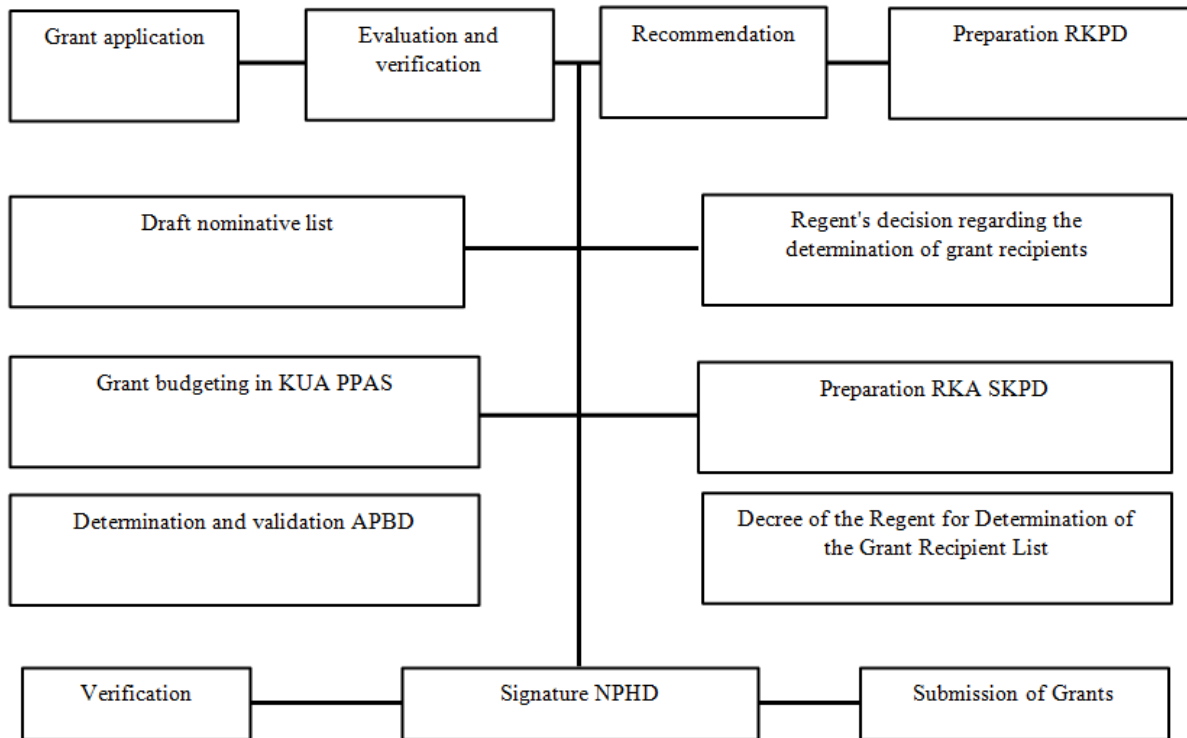 Grant application
Evaluation and
verification
Recommendation
Preparation RKPD
Draft nominative list
Regent's decision regarding the
determination of grant recipients
Grant budgeting in KUA PPAS
Preparation RKA SKPD
Determination and validation APBD
Decree of the Regent for Determination of
the Grant Recipient List
Verification
Signature NPHD
Submission of Grants